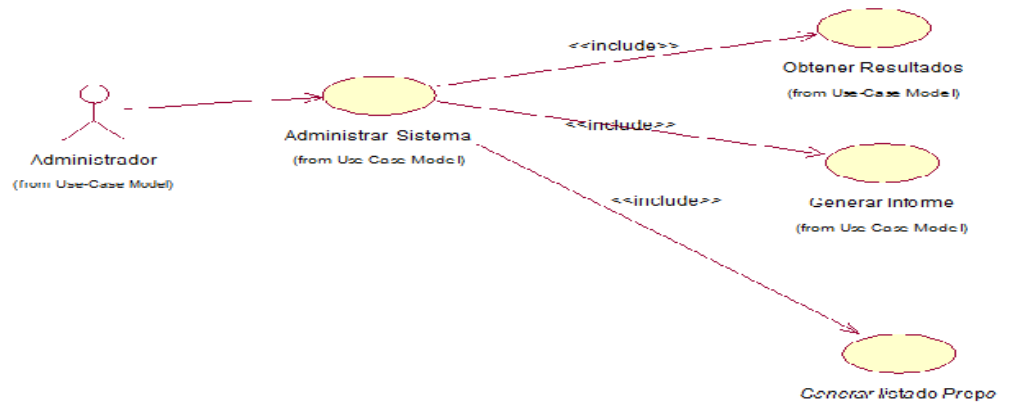 <<include>>
Obtener Resultados
(from Use-Case Model)
<<include>>
Administrar Sistema
(from Use Case Model)
Administrador
(from Use-Case Model)
<<include>>
Generar Informe
(from Use Case Model)
Generar listado Prepo